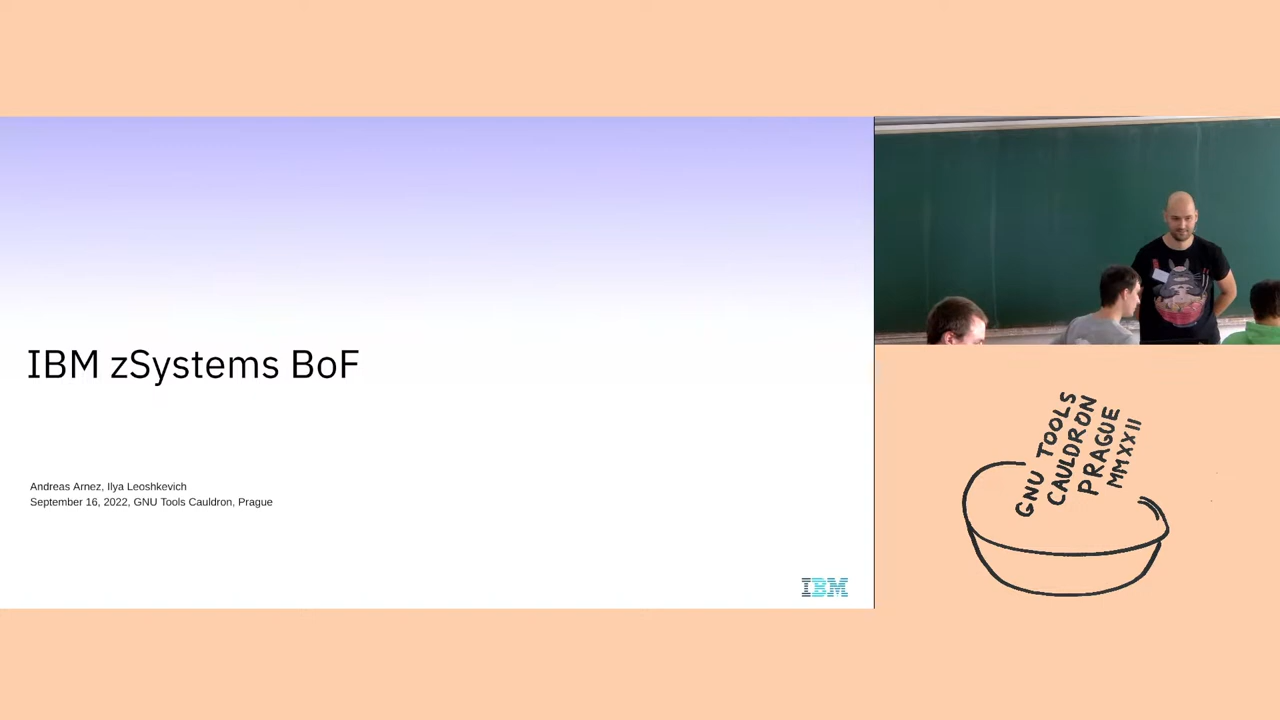 IBM zSystems BoF
Andreas Arnez, Ilya Leoshkevich
September 16, 2022, GNU Tools Cauldron, Prague
IBM
GNU TOOLS
CAULDRON
PRAGUE
MMXXII